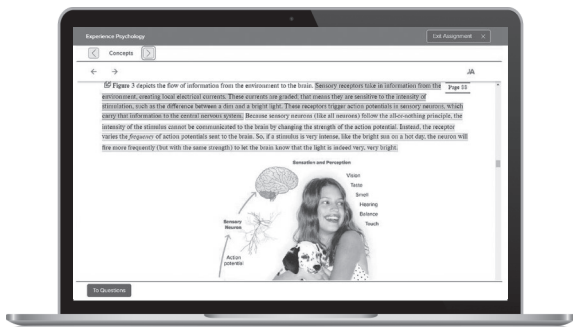 Experience Psychology
Exit Assignment ×
Concepts
JA
Figure 3 depicts the flow of information from the environment to the brain. Sensory receptors take in information from the
Page 88
environment, creating local electrical currents. These currents are graded; that means they are sensitive to the intensity of
stimulation, such as the difference between a dim and a bright light. These receptors trigger action potentials in sensory neurons, which
carry that information to the central nervous system. Because sensory neurons (like all neurons) follow the all-or-nothing principle, the
intensity of the stimulus cannot be communicated to the brain by changing the strength of the action potential. Instead, the receptor
varies the frequency of action potentials sent to the brain. So, if a stimulus is very intense, like the bright sun on a hot day, the neuron will
fire more frequently (but with the same strength) to let the brain know that the light is indeed very, very bright.
Sensation and Perception
Vision
Taste
Smell
Hearing
Balance
Touch
Sensory
Neuron
Action
potential
To Questions